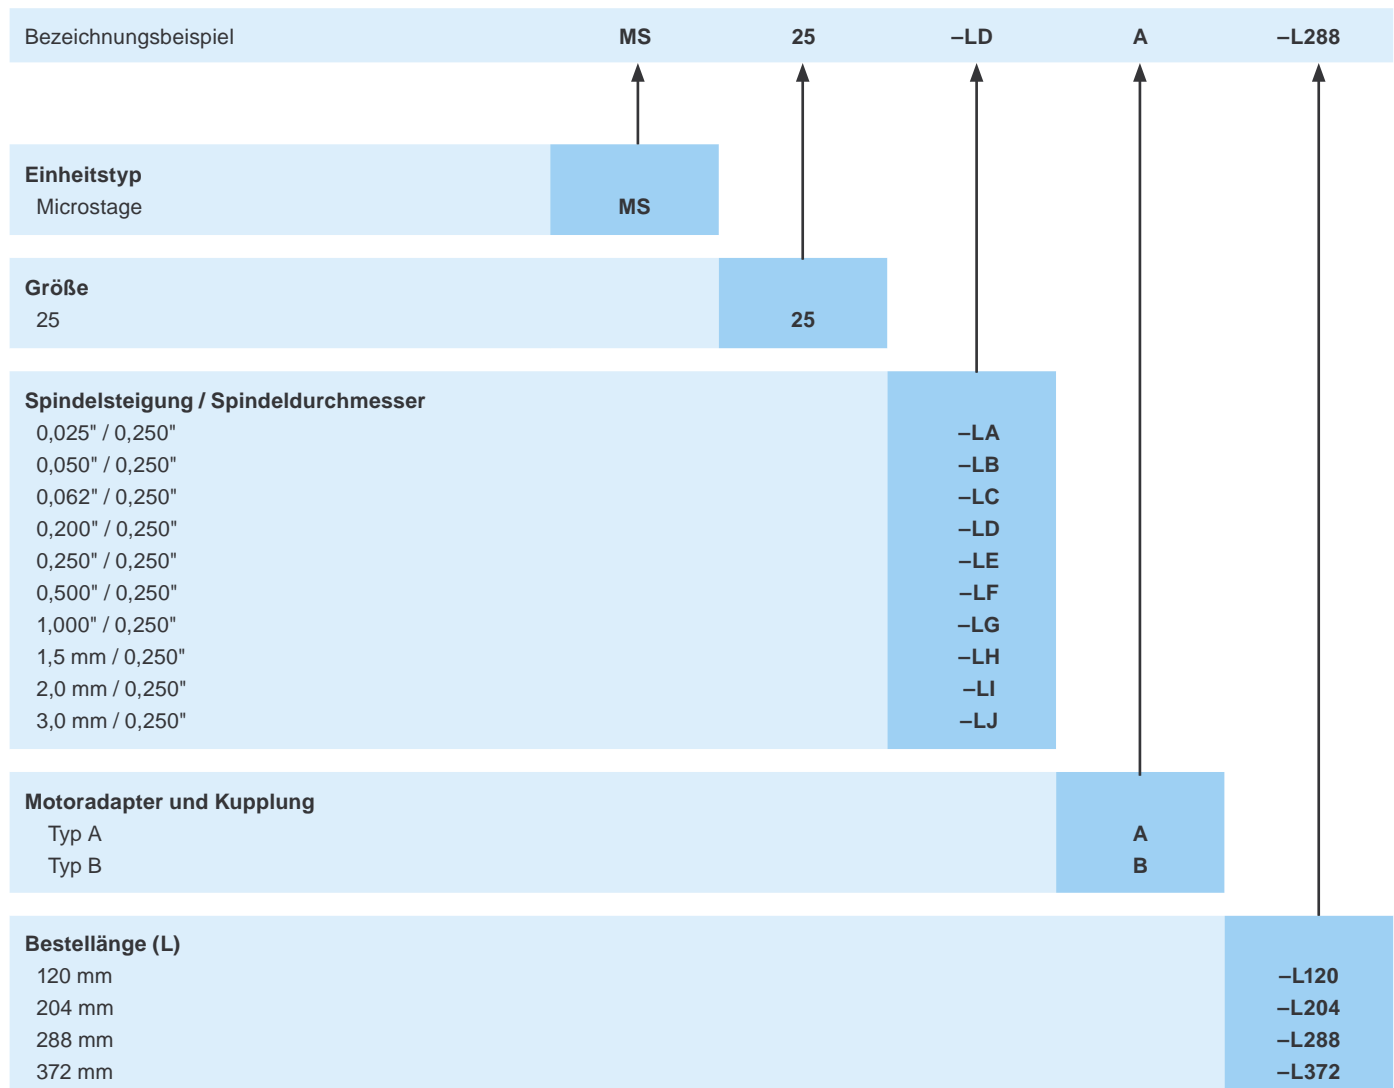 Bezeichnungsbeispiel MS 25 –LD A –L288
Einheitstyp
Microstage MS
Größe
25 25
Spindelsteigung / Spindeldurchmesser
0,025" / 0,250" –LA
0,050" / 0,250" –LB
0,062" / 0,250" –LC
0,200" / 0,250" –LD
0,250" / 0,250" –LE
0,500" / 0,250" –LF
1,000" / 0,250" –LG
1,5 mm / 0,250" –LH
2,0 mm / 0,250" –LI
3,0 mm / 0,250" –LJ
Motoradapter und Kupplung
Typ A A
Typ B B
Bestellänge (L)
120 mm –L120
204 mm –L204
288 mm –L288
372 mm –L372